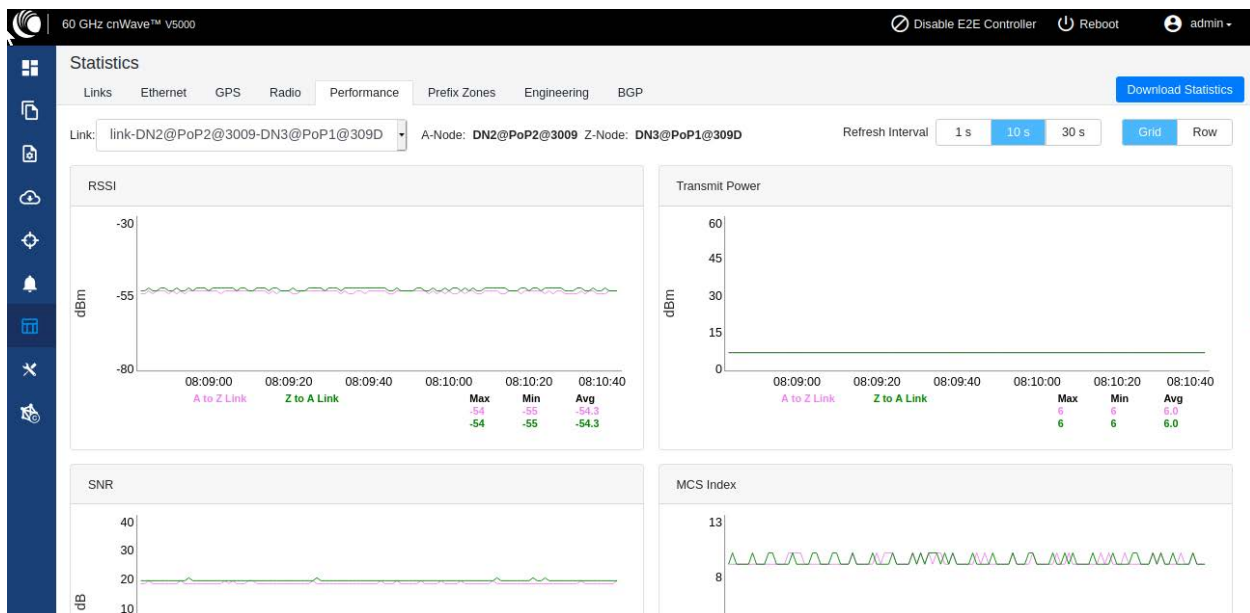 60 GHz cnWave™ V5000
Disable E2E Controller
Reboot
admin
Statistics
Links Ethernet GPS Radio Performance Prefix Zones Engineering BGP
Download Statistics
Link: link-DN2@PoP2@3009-DN3@PoP1@309D A-Node: DN2@PoP2@3009 Z-Node: DN3@PoP1@309D
Refresh Interval 1 s 10 s 30 s Grid Row
RSSI
-30
-55
-80
dBm
08:09:00 08:09:20 08:09:40 08:10:00 08:10:20 08:10:40
A to Z Link Z to A Link Max Min Avg
-54 -55 -54.3
-54 -55 -54.3
Transmit Power
60
45
30
15
0
dBm
08:09:00 08:09:20 08:09:40 08:10:00 08:10:20 08:10:40
A to Z Link Z to A Link Max Min Avg
6 6 6.0
6 6 6.0
SNR
40
30
20
10
dB
MCS Index
13
8